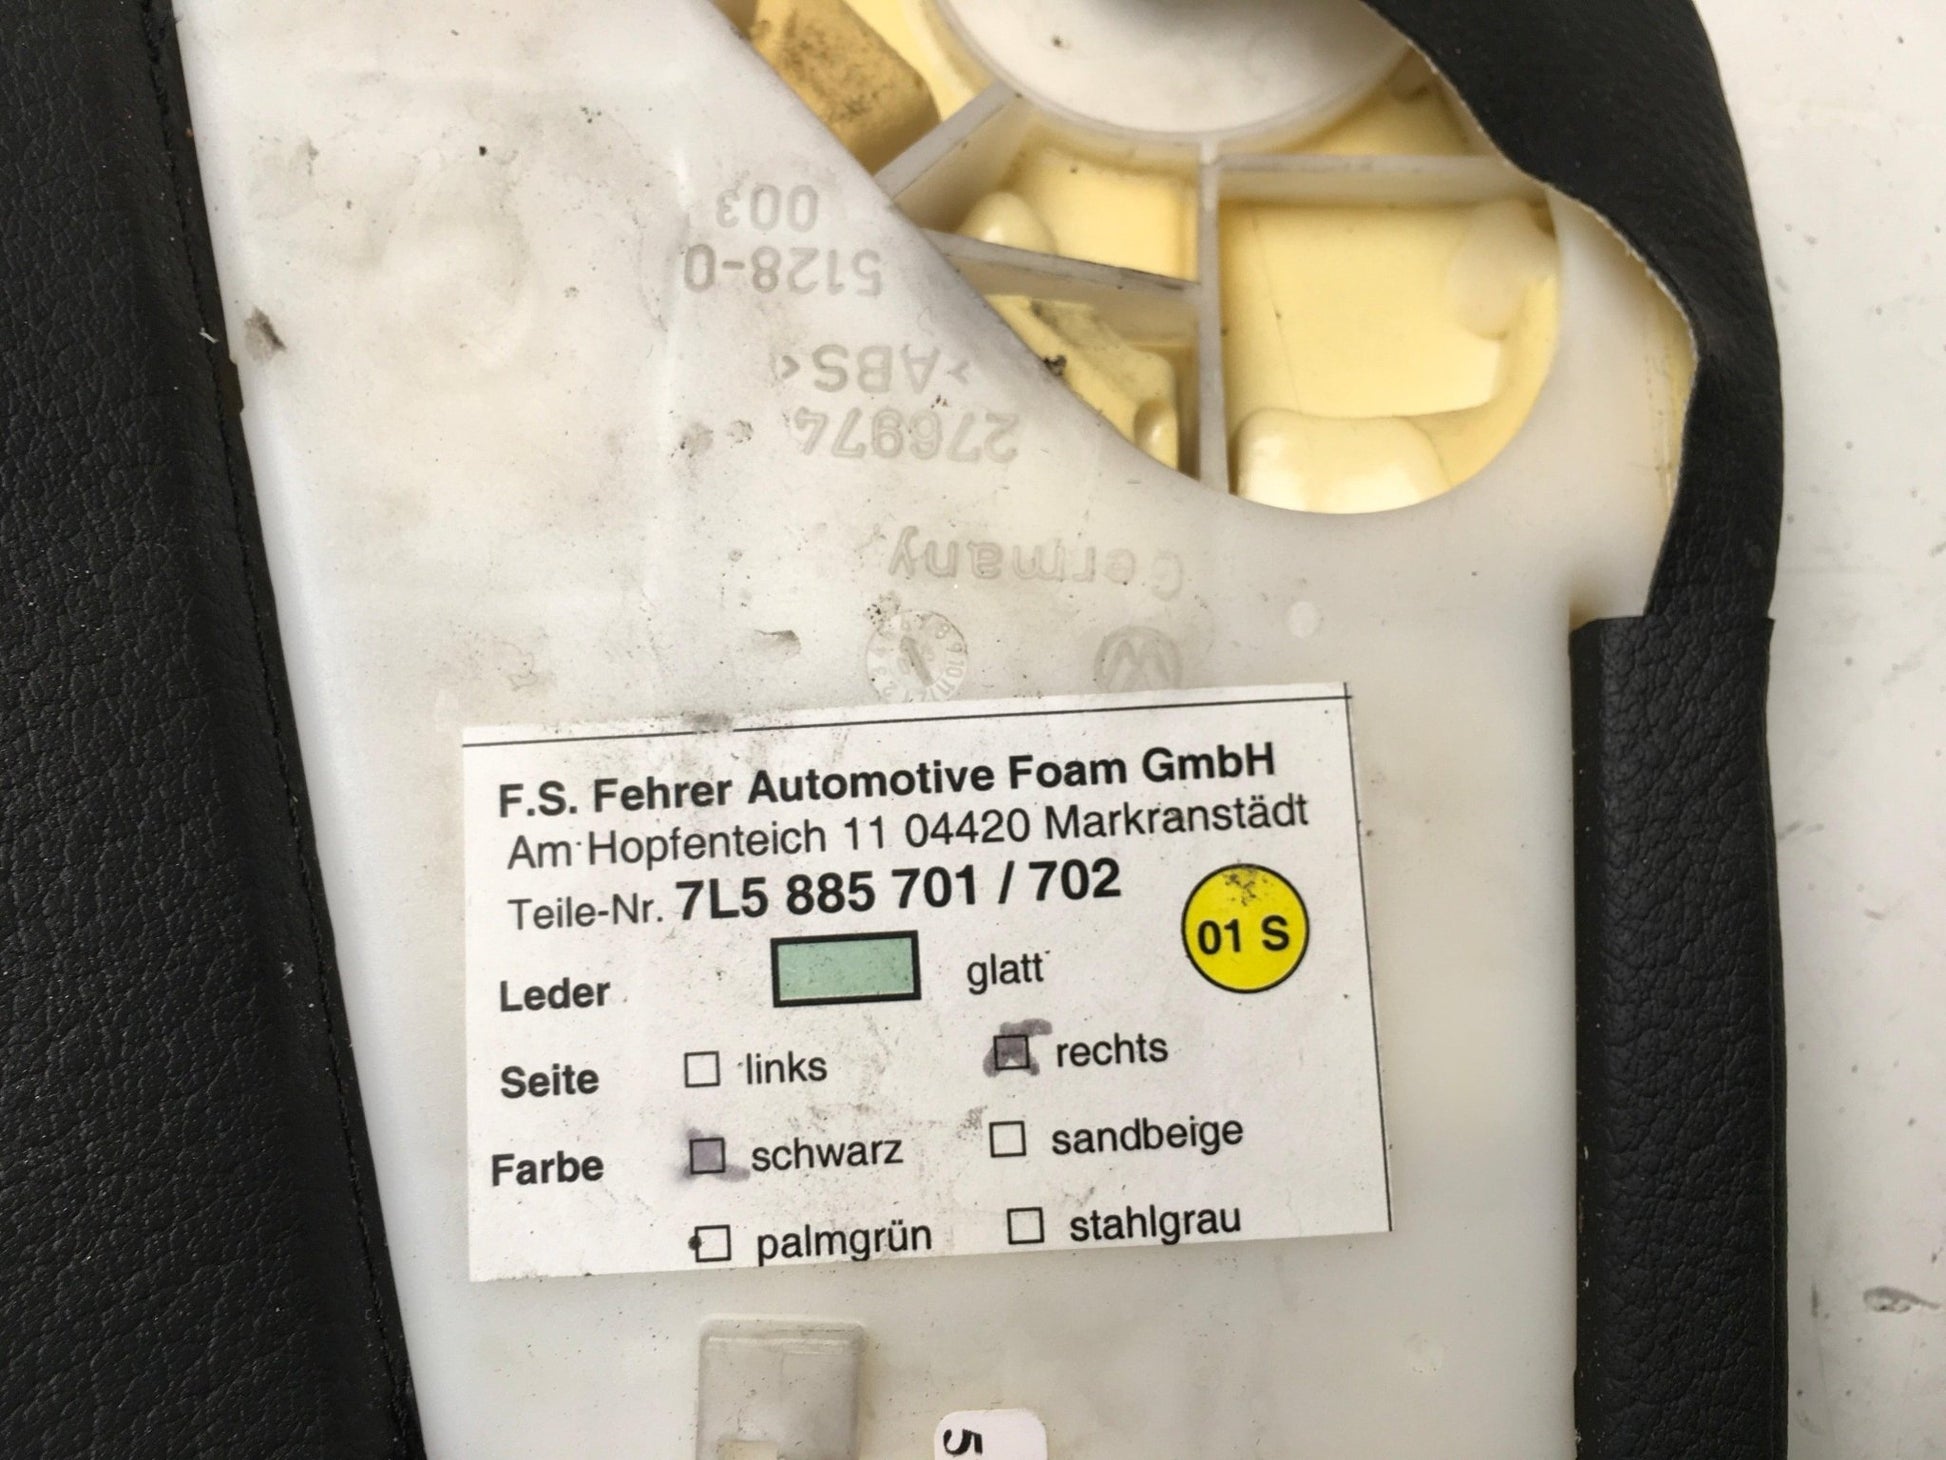 003
5128-0
>ABS<
276974
Germany
F.S. Fehrer Automotive Foam GmbH
Am Hopfenteich 11 04420 Markranstädt
Teile-Nr. 7L5 885 701 / 702
01 S
Leder glatt
Seite links rechts
Farbe schwarz sandbeige
palmgrün stahlgrau
5